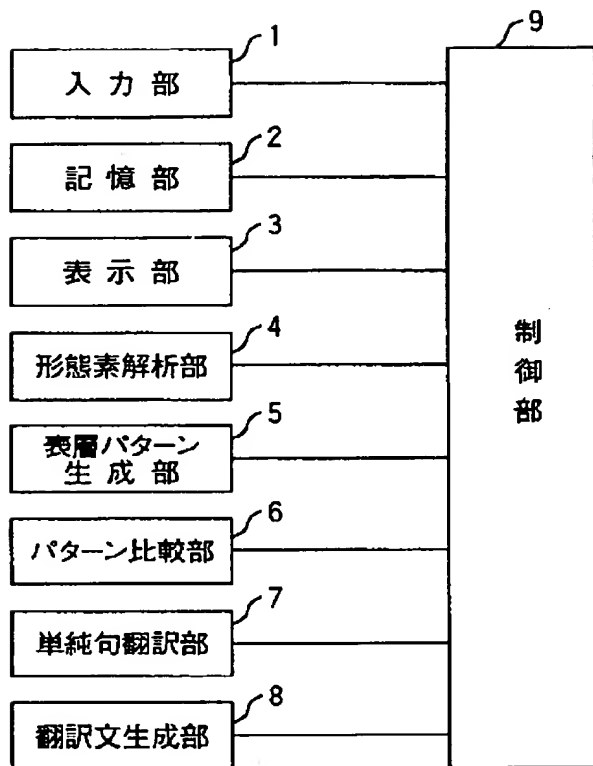 1
入力部
2
記憶部
3
表示部
4
形態素解析部
5
表層パターン
生成部
6
パターン比較部
7
単純句翻訳部
8
翻訳文生成部
9
制
御
部